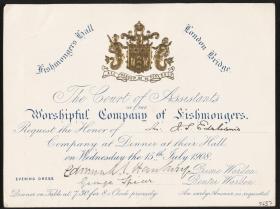 Fishmongers Hall
London Bridge.
The Court of Assistants
OF THE
Worshipful Company of Fishmongers.
Request the Honor of Mr.
Company at Dinner at their Hall
on Wednesday the 15th July 1908.
Prime Warden
George
EVENING DRESS.
Dinner on Table at 7.30 for 8 o'Clock precisely.
An early Answer is requested.